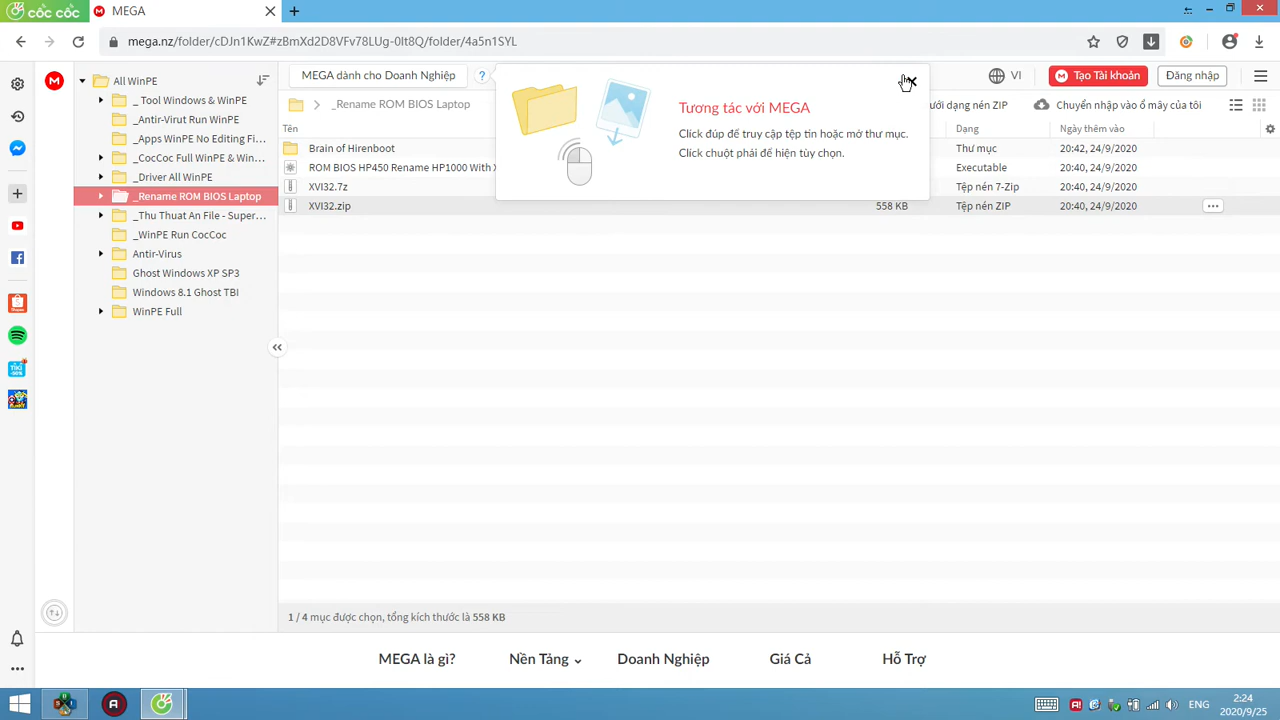 cốc cốc
MEGA
mega.nz/folder/cDJn1KwZ#zBmXd2D8VFv78LUg-0It8Q/folder/4a5n1SYL
All WinPE
_ Tool Windows & WinPE
_Antir-Virut Run WinPE
_Apps WinPE No Editing Fi...
_CocCoc Full WinPE & Win...
_Driver All WinPE
_Rename ROM BIOS Laptop
_Thu Thuat An File - Super...
_WinPE Run CocCoc
Antir-Virus
Ghost Windows XP SP3
Windows 8.1 Ghost TBI
WinPE Full
MEGA dành cho Doanh Nghiệp
?
VI
Tạo Tài khoản
Đăng nhập
_Rename ROM BIOS Laptop
dưới dạng nén ZIP
Chuyển nhập vào ổ mây của tôi
Tương tác với MEGA
Click đúp để truy cập tệp tin hoặc mở thư mục.
Click chuột phải để hiện tùy chọn.
Tên
Dạng
Ngày thêm vào
Brain of Hirenboot
Thư mục
20:42, 24/9/2020
ROM BIOS HP450 Rename HP1000 With
Executable
20:40, 24/9/2020
XVI32.7z
Tệp nén 7-Zip
20:40, 24/9/2020
XVI32.zip
558 KB
Tệp nén ZIP
20:40, 24/9/2020
1 / 4 mục được chọn, tổng kích thước là 558 KB
MEGA là gì?
Nền Tảng
Doanh Nghiệp
Giá Cả
Hỗ Trợ
ENG
2:24
2020/9/25